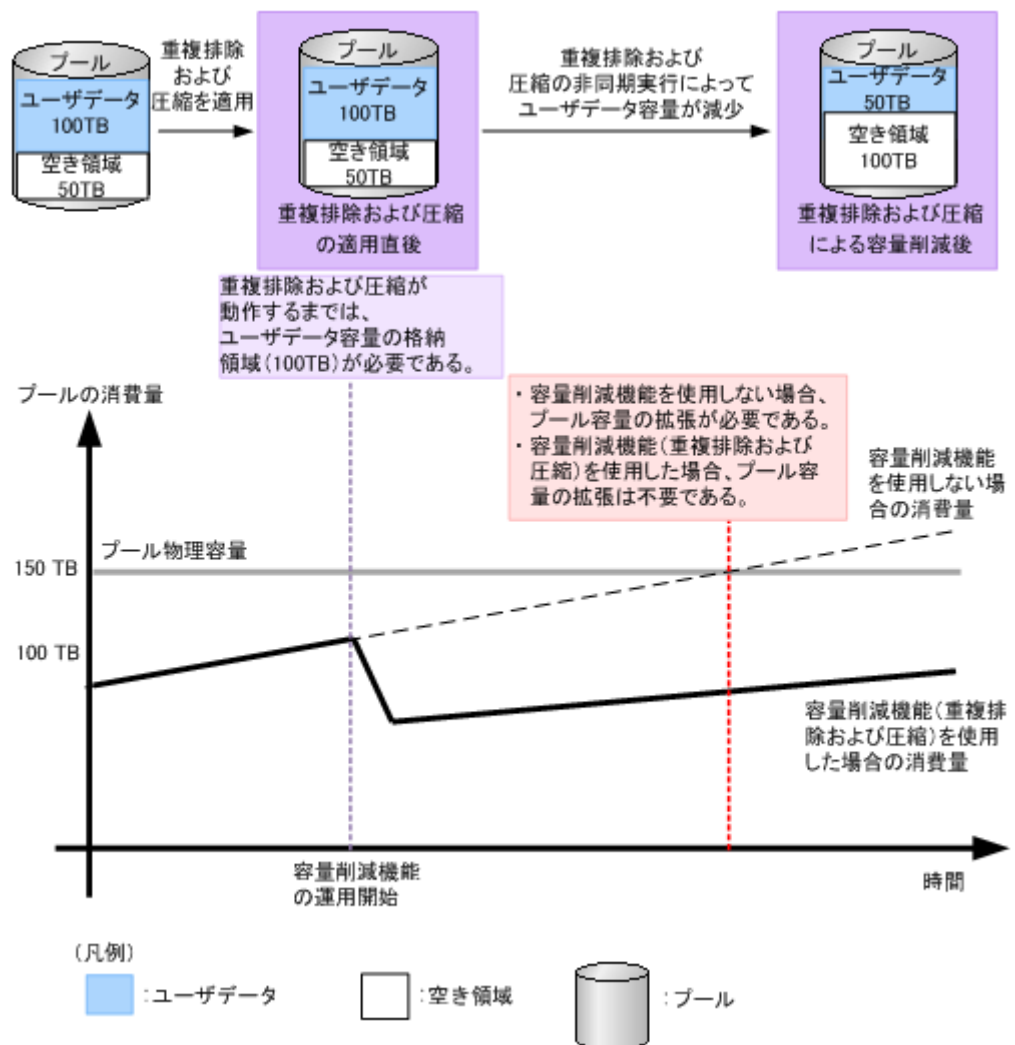 プール
ユーザデータ
100TB
空き領域
50TB
重複排除
および
圧縮を適用
プール
ユーザデータ
100TB
空き領域
50TB
重複排除および圧縮
の適用直後
重複排除および
圧縮の非同期実行によって
ユーザデータ容量が減少
プール
ユーザデータ
50TB
空き領域
100TB
重複排除および圧縮
による容量削減後
重複排除および圧縮が
動作するまでは、
ユーザデータ容量の格納
領域(100TB)が必要である。
プールの消費量
・容量削減機能を使用しない場合、
プール容量の拡張が必要である。
・容量削減機能(重複排除および
圧縮)を使用した場合、プール容
量の拡張は不要である。
容量削減機能
を使用しない場
合の消費量
プール物理容量
150 TB
100 TB
容量削減機能(重複排
除および圧縮)を使用
した場合の消費量
容量削減機能
の運用開始
時間
(凡例)
:ユーザデータ
:空き領域
:プール